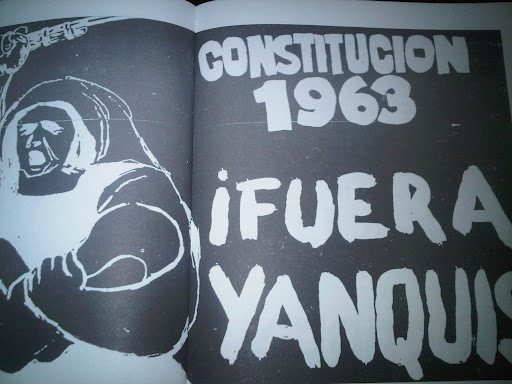 CONSTITUCION
1963
¡FUERA
YANQUIS